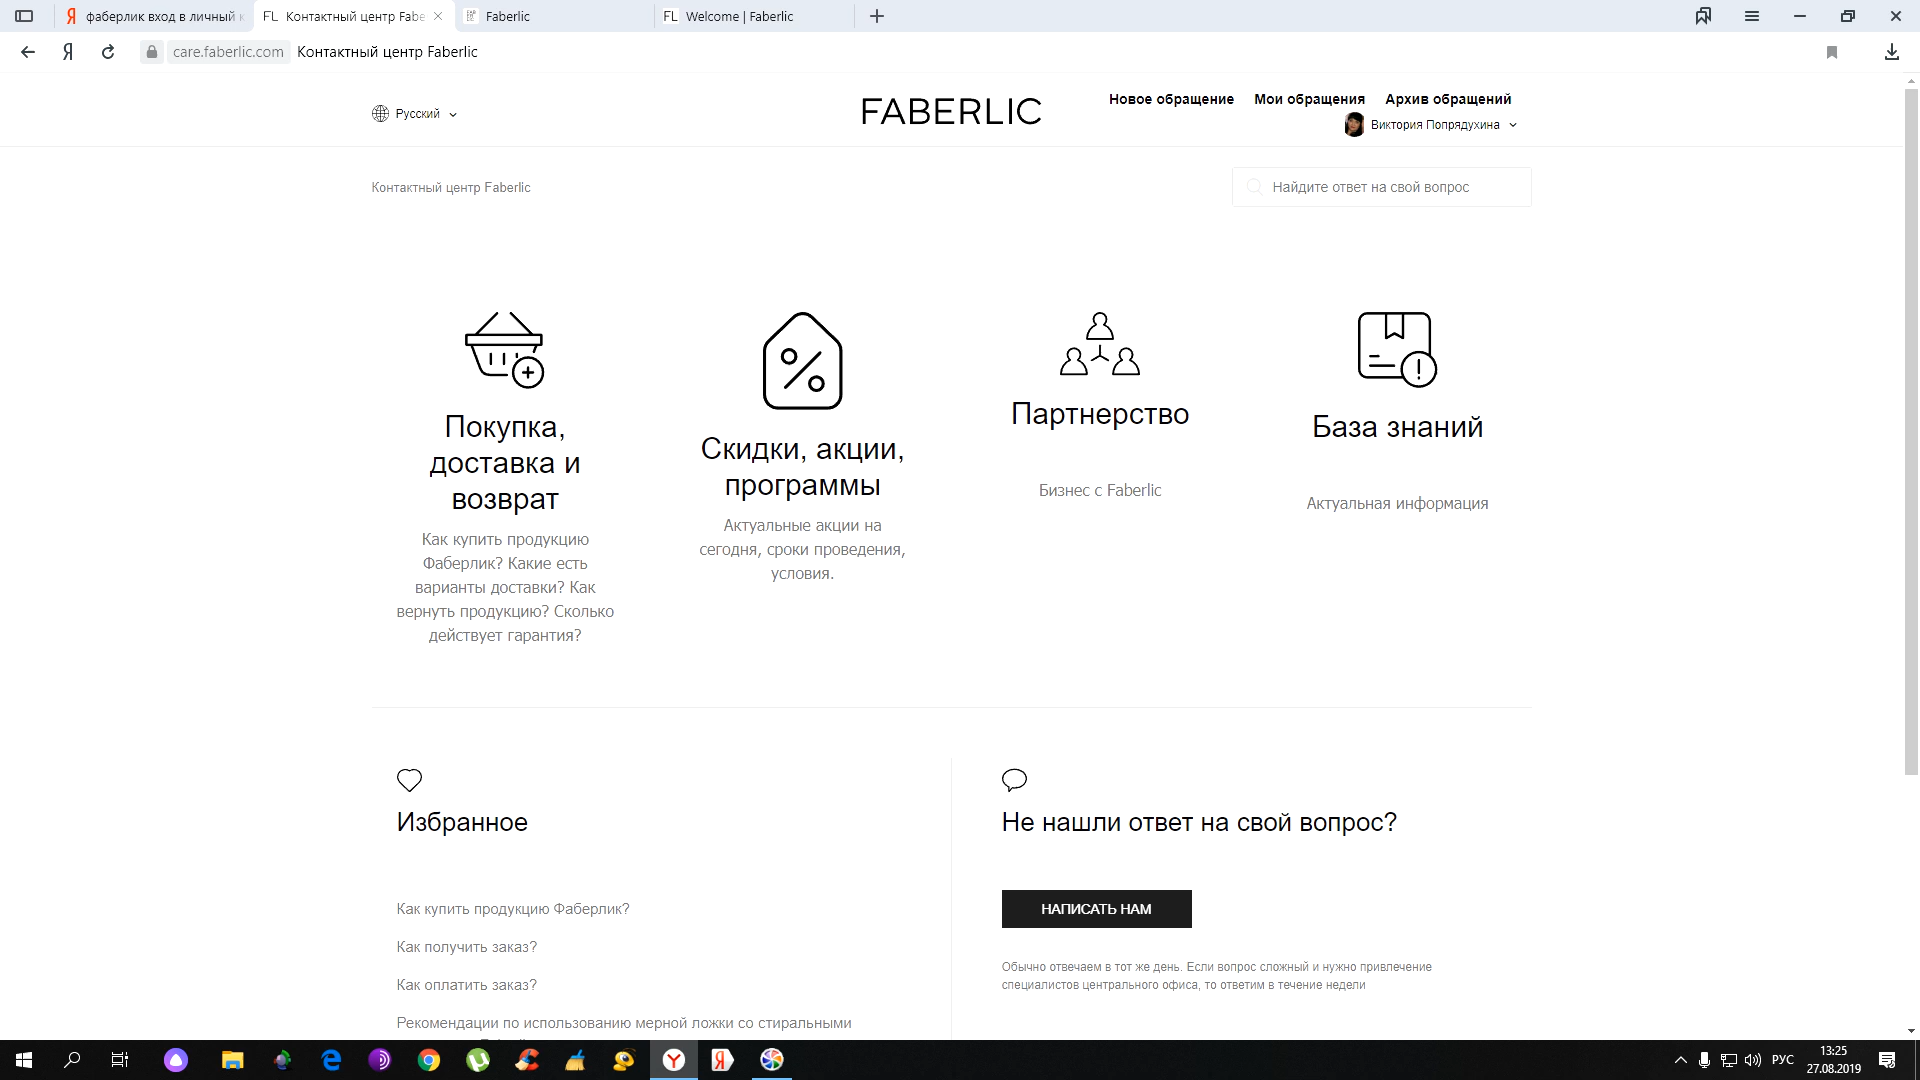 фаберлик вход в личный к
FL Контактный центр Fabe
Faberlic
FL Welcome | Faberlic
care.faberlic.com Контактный центр Faberlic
Русский
FABERLIC
Новое обращение Мои обращения Архив обращений
Виктория Попрядухина
Контактный центр Faberlic
Найдите ответ на свой вопрос
Покупка,
доставка и
возврат
Как купить продукцию
Фаберлик? Какие есть
варианты доставки? Как
вернуть продукцию? Сколько
действует гарантия?
Скидки, акции,
программы
Актуальные акции на
сегодня, сроки проведения,
условия.
Партнерство
Бизнес с Faberlic
База знаний
Актуальная информация
Избранное
Как купить продукцию Фаберлик?
Как получить заказ?
Как оплатить заказ?
Рекомендации по использованию мерной ложки со стиральными
Не нашли ответ на свой вопрос?
НАПИСАТЬ НАМ
Обычно отвечаем в тот же день. Если вопрос сложный и нужно привлечение
специалистов центрального офиса, то ответим в течение недели
РУС
13:25
27.08.2019